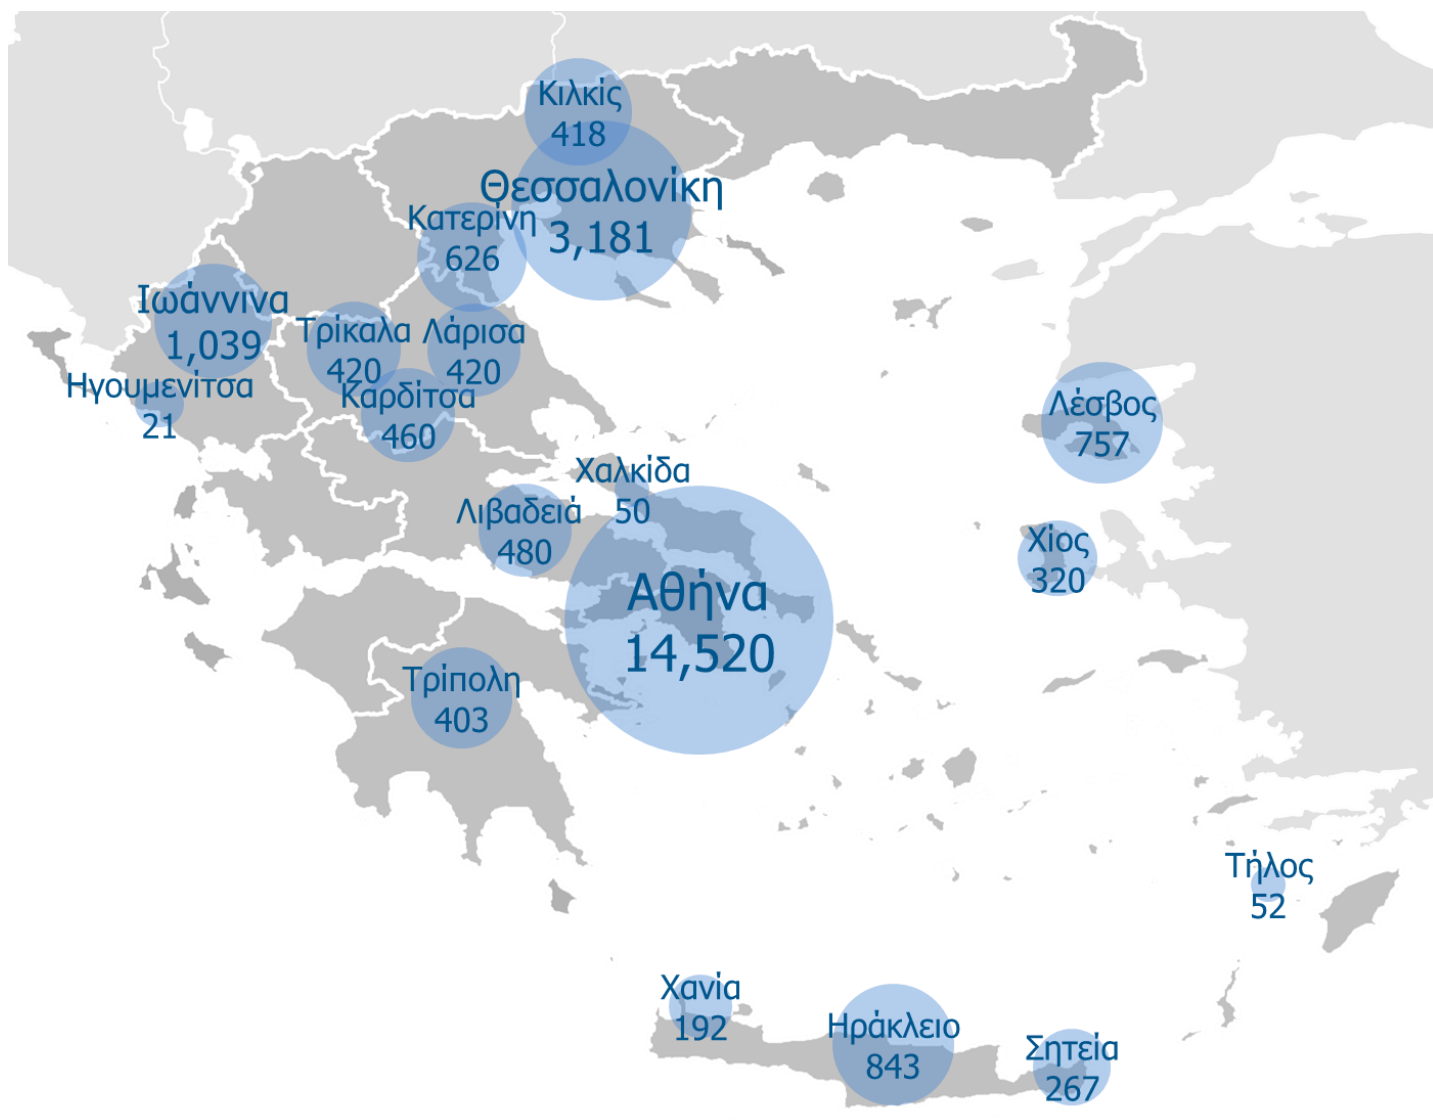 Κιλκίς
418
Θεσσαλονίκη
3,181
Κατερίνη
626
Ιωάννινα
1,039
Τρίκαλα
420
Λάρισα
420
Ηγουμενίτσα
21
Καρδίτσα
460
Λέσβος
757
Χαλκίδα
50
Λιβαδειά
480
Χίος
320
Αθήνα
14,520
Τρίπολη
403
Τήλος
52
Χανία
192
Ηράκλειο
843
Σητεία
267